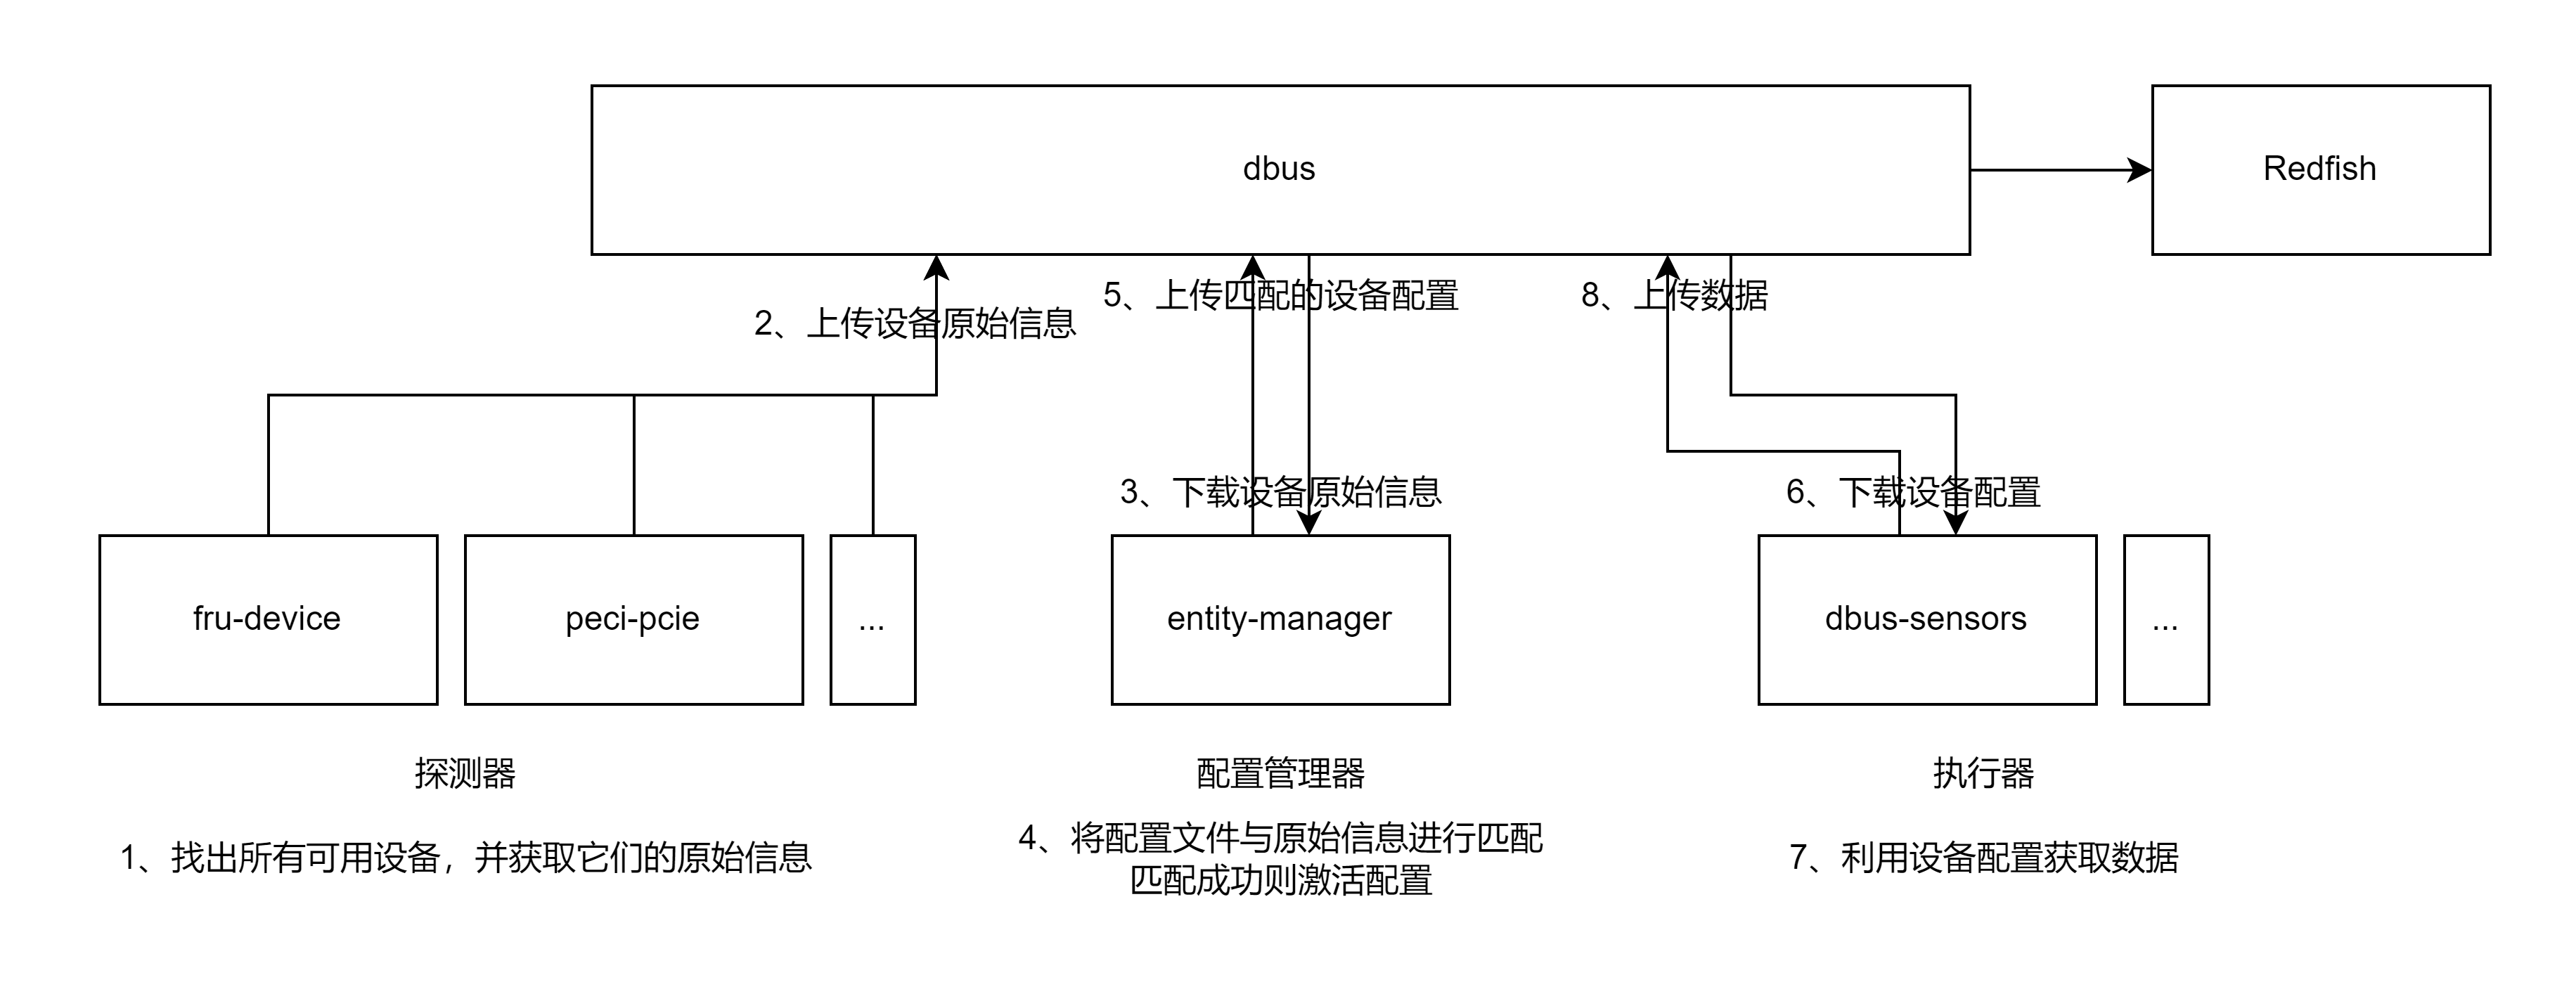 dbus
Redfish
2、上传设备原始信息
5、上传匹配的设备配置
8、上传数据
3、下载设备原始信息
6、下载设备配置
fru-device
peci-pcie
...
entity-manager
dbus-sensors
...
探测器
配置管理器
执行器
1、找出所有可用设备，并获取它们的原始信息
4、将配置文件与原始信息进行匹配
匹配成功则激活配置
7、利用设备配置获取数据